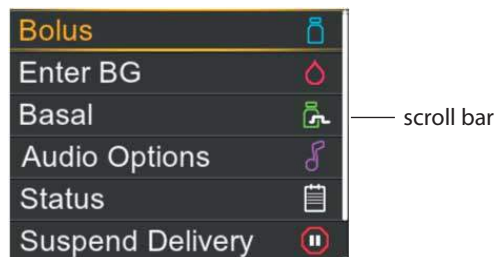 Bolus
Enter BG
Basal
scroll bar
Audio Options
Status
Suspend Delivery